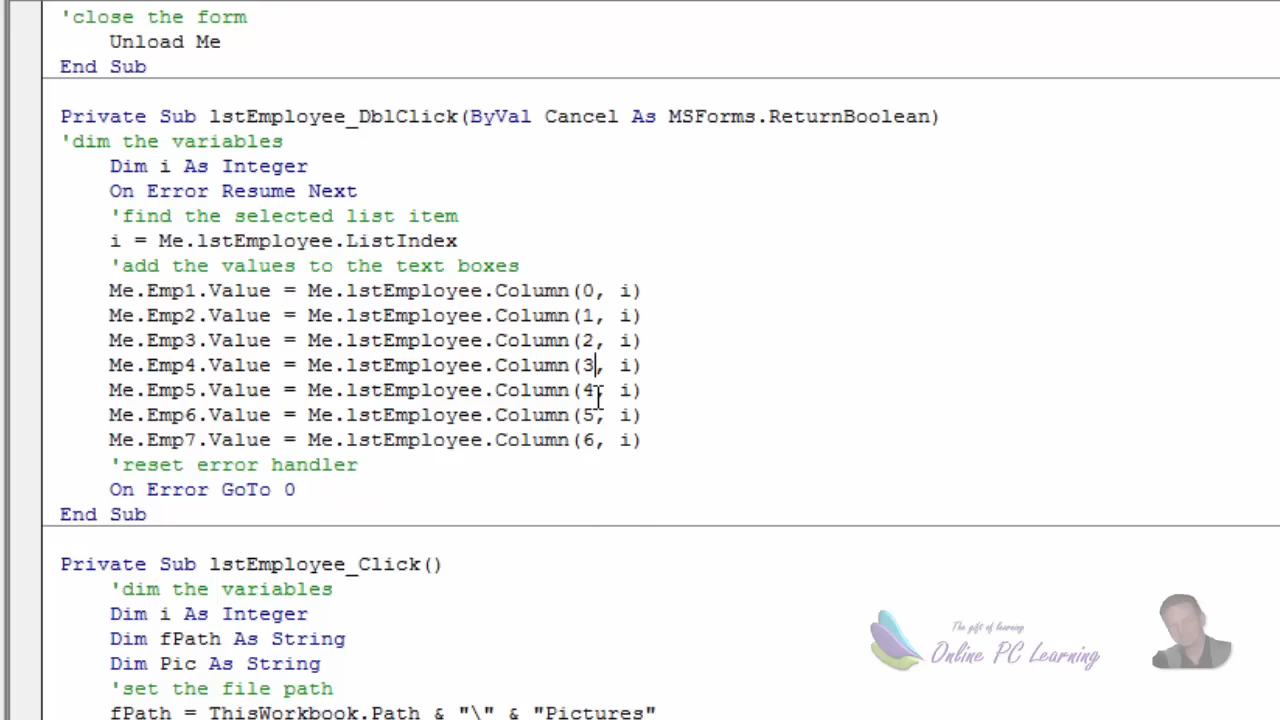 'close the form
Unload Me
End Sub
Private Sub lstEmployee_DblClick(ByVal Cancel As MSForms.ReturnBoolean)
'dim the variables
Dim i As Integer
On Error Resume Next
'find the selected list item
i = Me.lstEmployee.ListIndex
'add the values to the text boxes
Me.Emp1.Value = Me.lstEmployee.Column(0, i)
Me.Emp2.Value = Me.lstEmployee.Column(1, i)
Me.Emp3.Value = Me.lstEmployee.Column(2, i)
Me.Emp4.Value = Me.lstEmployee.Column(3, i)
Me.Emp5.Value = Me.lstEmployee.Column(4, i)
Me.Emp6.Value = Me.lstEmployee.Column(5, i)
Me.Emp7.Value = Me.lstEmployee.Column(6, i)
'reset error handler
On Error GoTo 0
End Sub
Private Sub lstEmployee_Click()
'dim the variables
Dim i As Integer
Dim fPath As String
Dim Pic As String
'set the file path
fPath = ThisWorkbook.Path & "\" & "Pictures"
The gift of learning
Online PC Learning